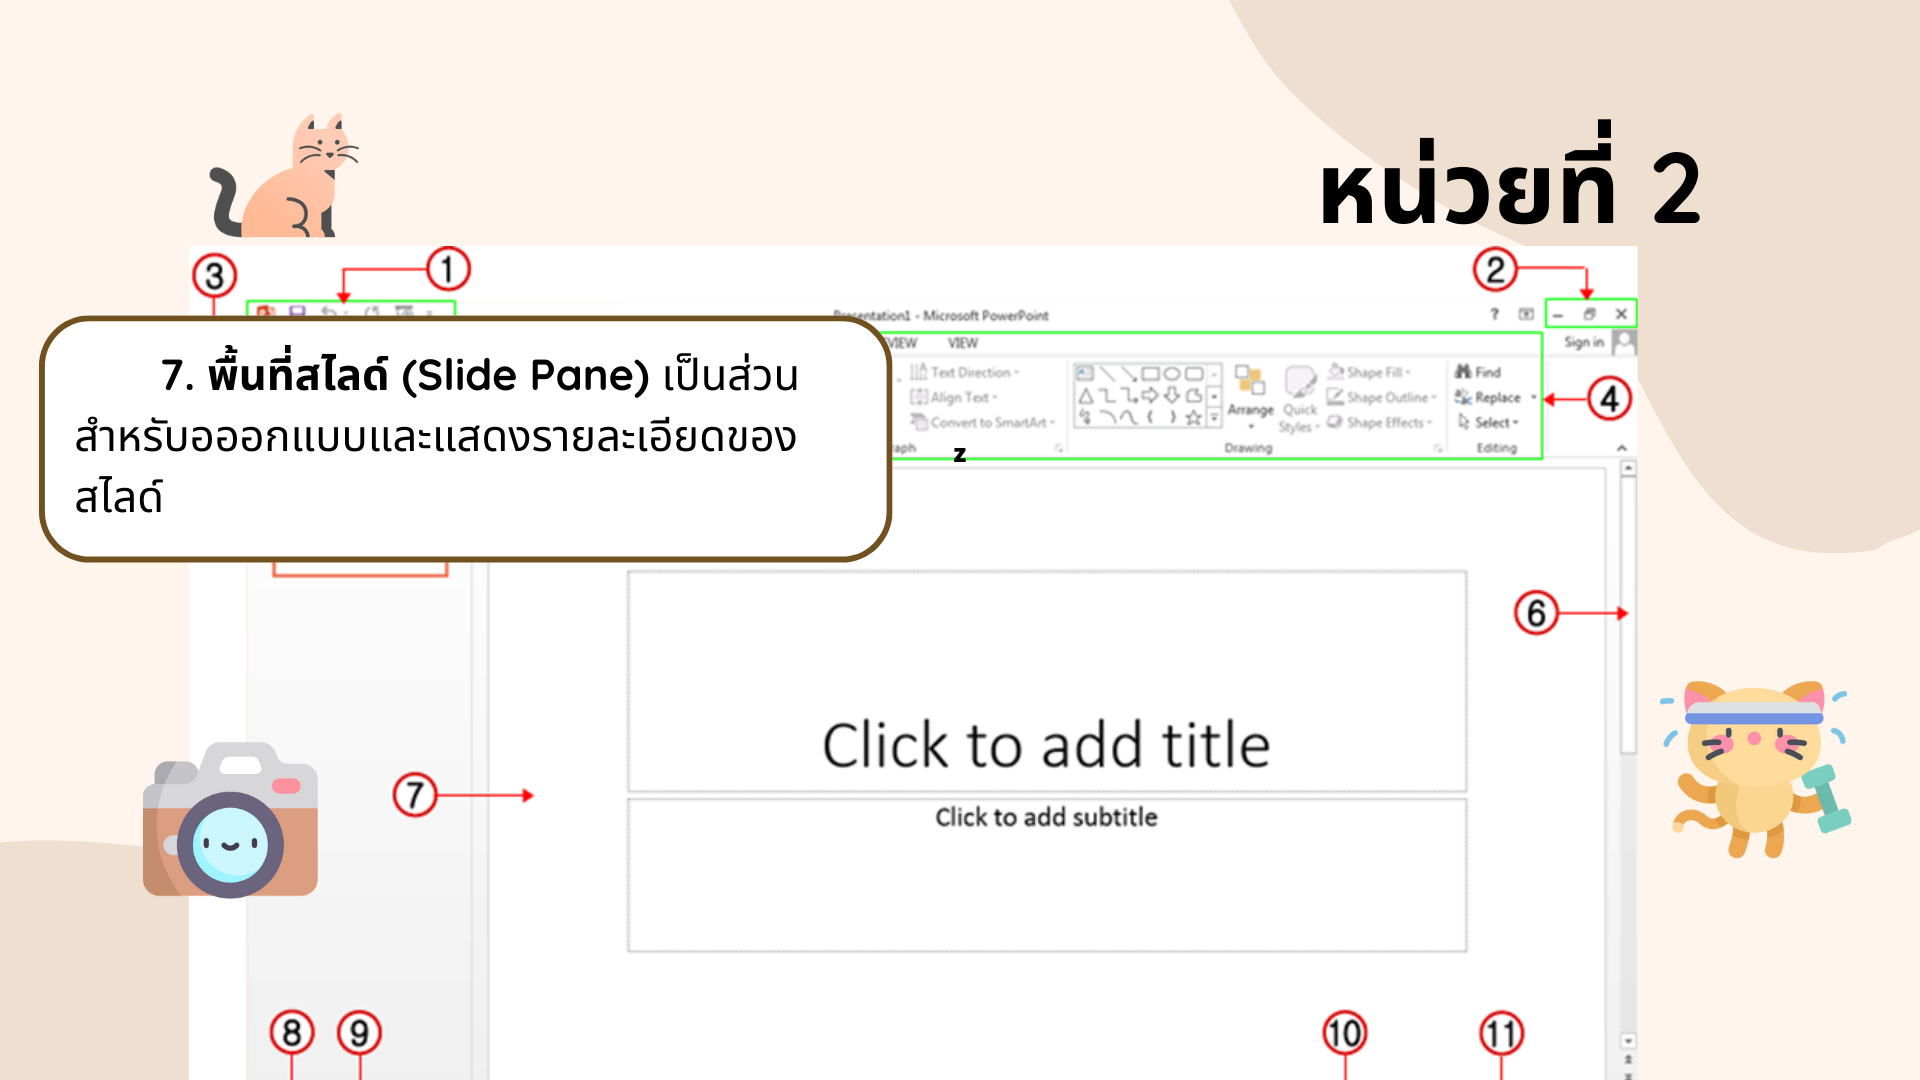 หน่วยที่ 2
3
1
2
Presentation1 - Microsoft PowerPoint
?
7. พื้นที่สไลด์ (Slide Pane) เป็นส่วน
สำหรับอออกแบบและแสดงรายละเอียดของ
สไลด์
VIEW VIEW
Sign in
Text Direction
Shape Fill
Find
Align Text
Arrange Quick Styles
Shape Outline
Replace
4
Convert to SmartArt
Shape Effects
Select
aph
Drawing
Editing
z
6
Click to add title
7
Click to add subtitle
8
9
10
11